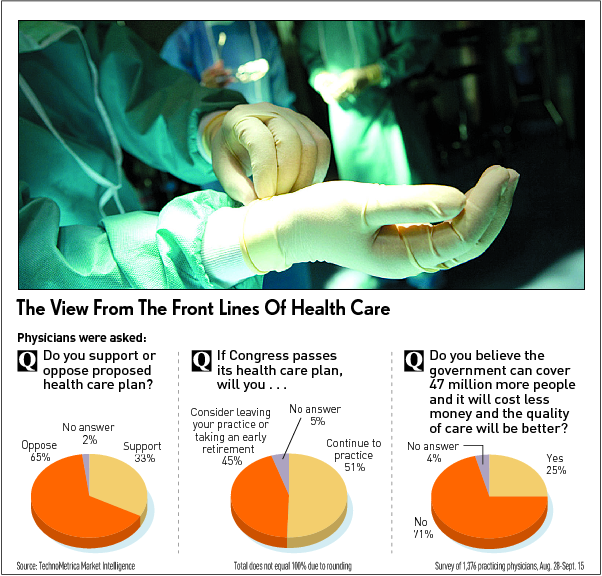 The View From The Front Lines Of Health Care
Physicians were asked:
Q Do you support or
oppose proposed
health care plan?
No answer
2%
Oppose
65%
Support
33%
Q If Congress passes
its health care plan,
will you . . .
Consider leaving
your practice or
taking an early
retirement
45%
No answer
5%
Continue to
practice
51%
Q Do you believe the
government can cover
47 million more people
and it will cost less
money and the quality
of care will be better?
No answer
4%
Yes
25%
No
71%
Source: TechnoMetrica Market Intelligence
Total does not equal 100% due to rounding
Survey of 1,376 practicing physicians, Aug. 28-Sept. 15